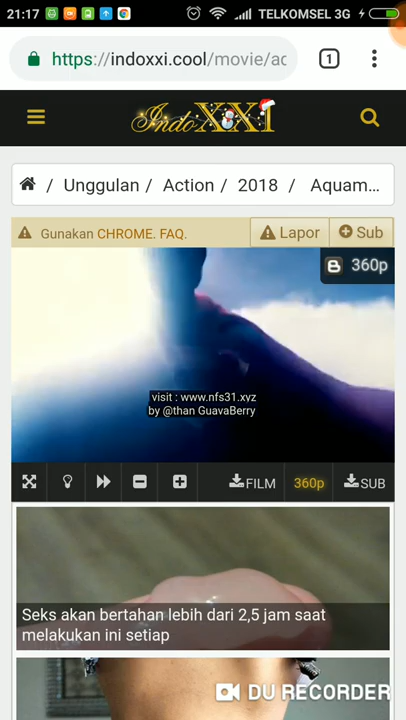 21:17 TELKOMSEL 3G
https://indoxxi.cool/movie/ac
1
IndoXX1
/ Unggulan / Action / 2018 / Aquam...
Gunakan CHROME. FAQ. Lapor Sub
360p
visit : www.nfs31.xyz
by @than GuavaBerry
FILM 360p SUB
Seks akan bertahan lebih dari 2,5 jam saat
melakukan ini setiap
DU RECORDER